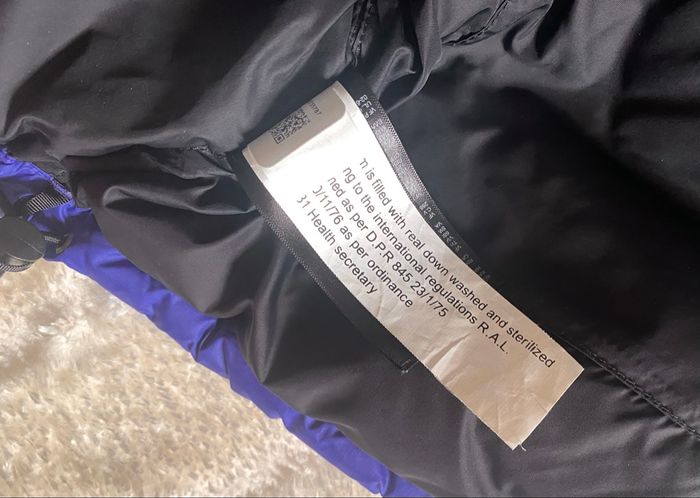 is filled with real down washed and sterilized
ng to the international regulations R.A.L.
ned as per D.P.R 845 23/1/75
0/11/76 as per ordinance
31 Health secretary